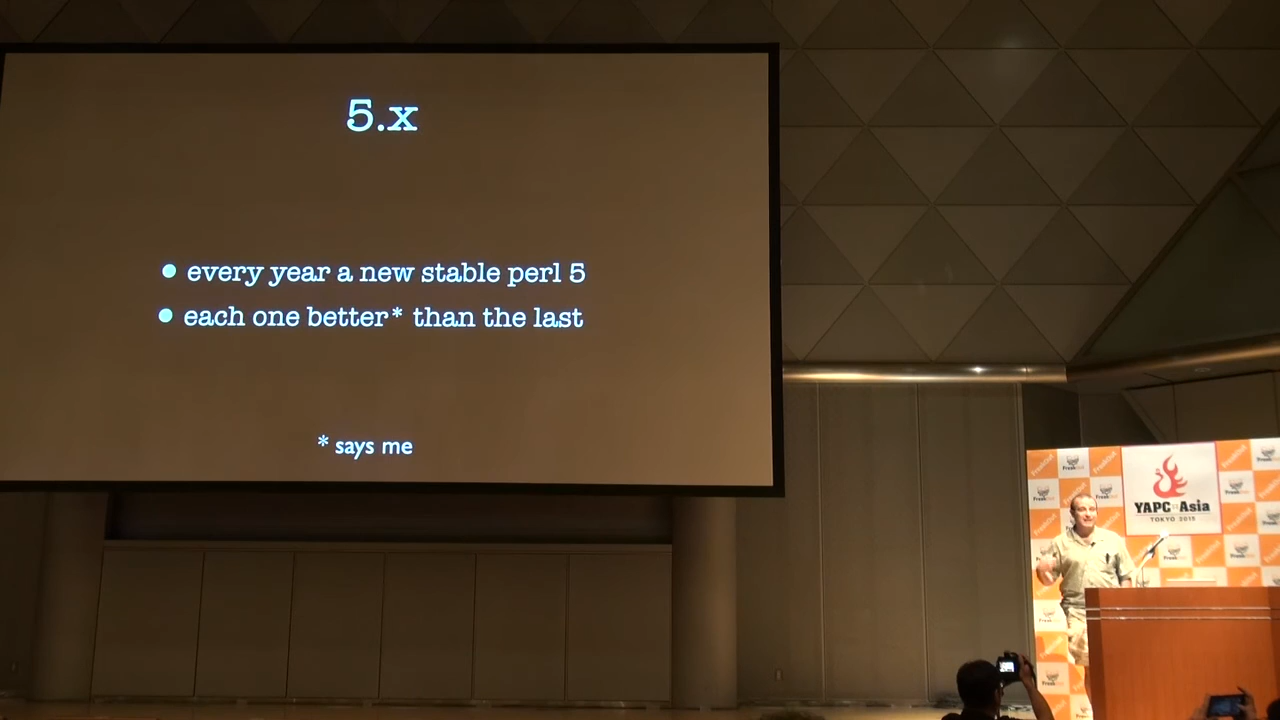 5.x
• every year a new stable perl 5
• each one better* than the last
* says me
YAPC::Asia
TOKYO 2015
FreakOut